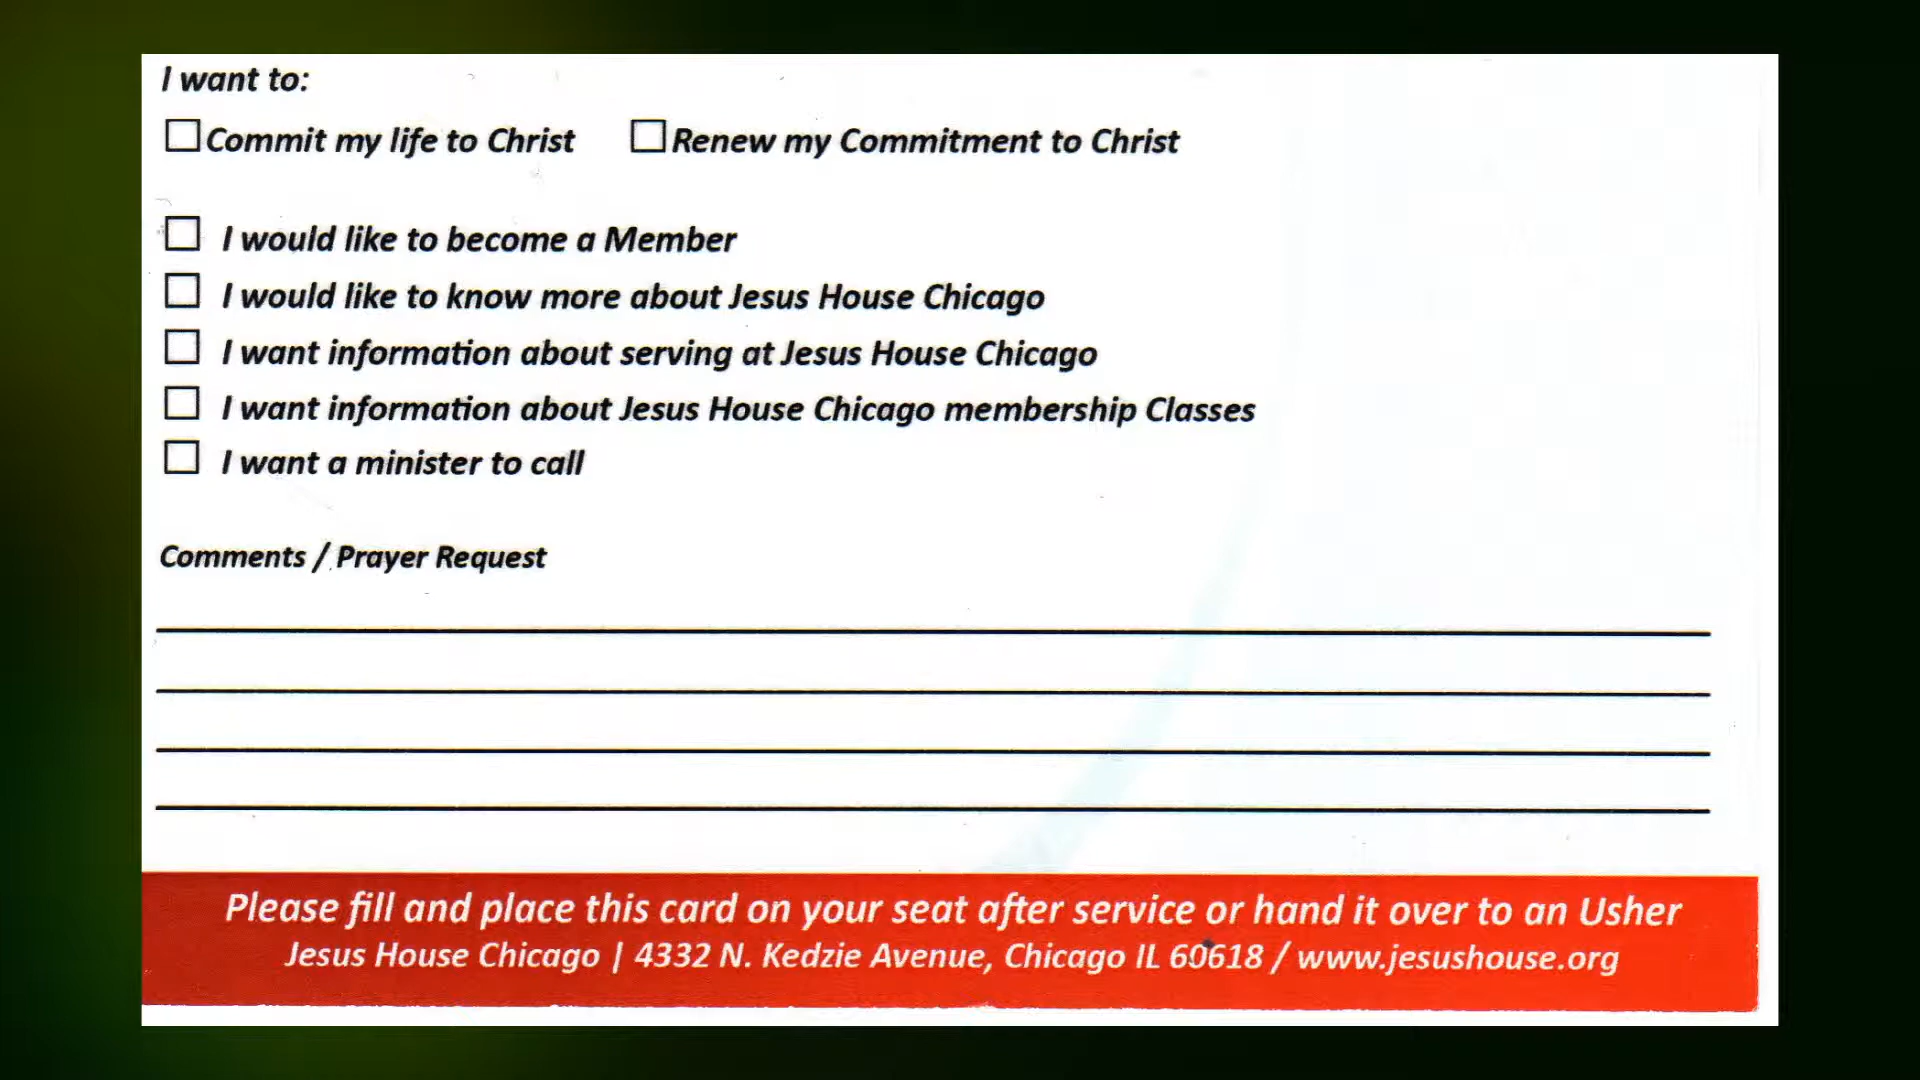 I want to:
Commit my life to Christ Renew my Commitment to Christ
I would like to become a Member
I would like to know more about Jesus House Chicago
I want information about serving at Jesus House Chicago
I want information about Jesus House Chicago membership Classes
I want a minister to call
Comments / Prayer Request
Please fill and place this card on your seat after service or hand it over to an Usher
Jesus House Chicago | 4332 N. Kedzie Avenue, Chicago IL 60618 / www.jesushouse.org